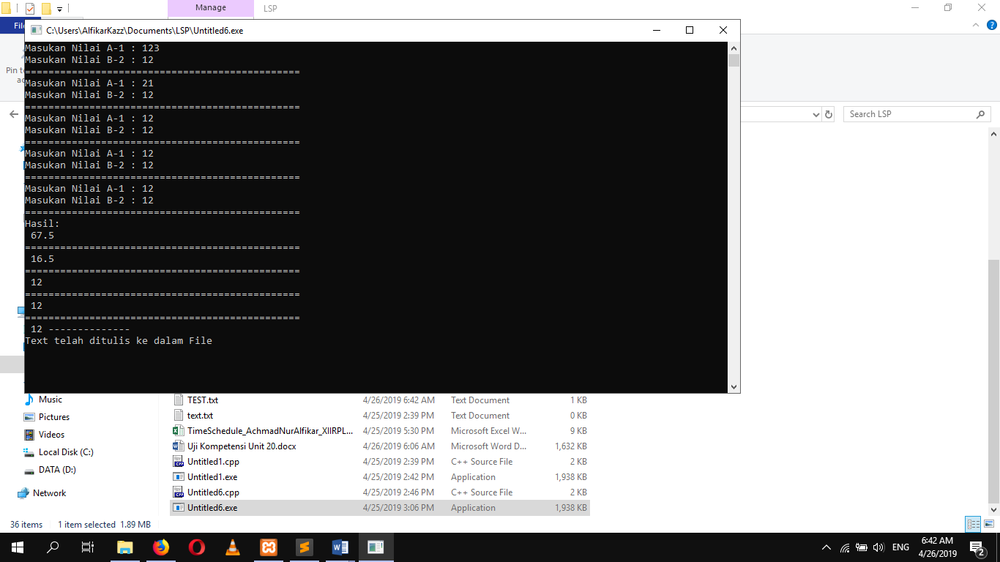 Manage
LSP
Fil
C:\Users\AlfikarKazz\Documents\LSP\Untitled6.exe
Masukan Nilai A-1 : 123
Masukan Nilai B-2 : 12
===============================================
Masukan Nilai A-1 : 21
Masukan Nilai B-2 : 12
===============================================
Masukan Nilai A-1 : 12
Masukan Nilai B-2 : 12
===============================================
Masukan Nilai A-1 : 12
Masukan Nilai B-2 : 12
===============================================
Masukan Nilai A-1 : 12
Masukan Nilai B-2 : 12
===============================================
Hasil:
67.5
===============================================
16.5
===============================================
12
===============================================
12
===============================================
12 --------------
Text telah ditulis ke dalam File
Pin t
ac
Search LSP
Music
Pictures
Videos
Local Disk (C:)
DATA (D:)
Network
TEST.txt 4/26/2019 6:42 AM Text Document 1 KB
text.txt 4/25/2019 2:39 PM Text Document 0 KB
TimeSchedule_AchmadNurAlfikar_XIIRPL... 4/25/2019 5:30 PM Microsoft Excel W... 9 KB
Uji Kompetensi Unit 20.docx 4/26/2019 6:06 AM Microsoft Word D... 1,632 KB
Untitled1.cpp 4/25/2019 2:39 PM C++ Source File 2 KB
Untitled1.exe 4/25/2019 2:42 PM Application 1,938 KB
Untitled6.cpp 4/25/2019 2:46 PM C++ Source File 2 KB
Untitled6.exe 4/25/2019 3:06 PM Application 1,938 KB
36 items 1 item selected 1.89 MB
ENG
6:42 AM
4/26/2019
2